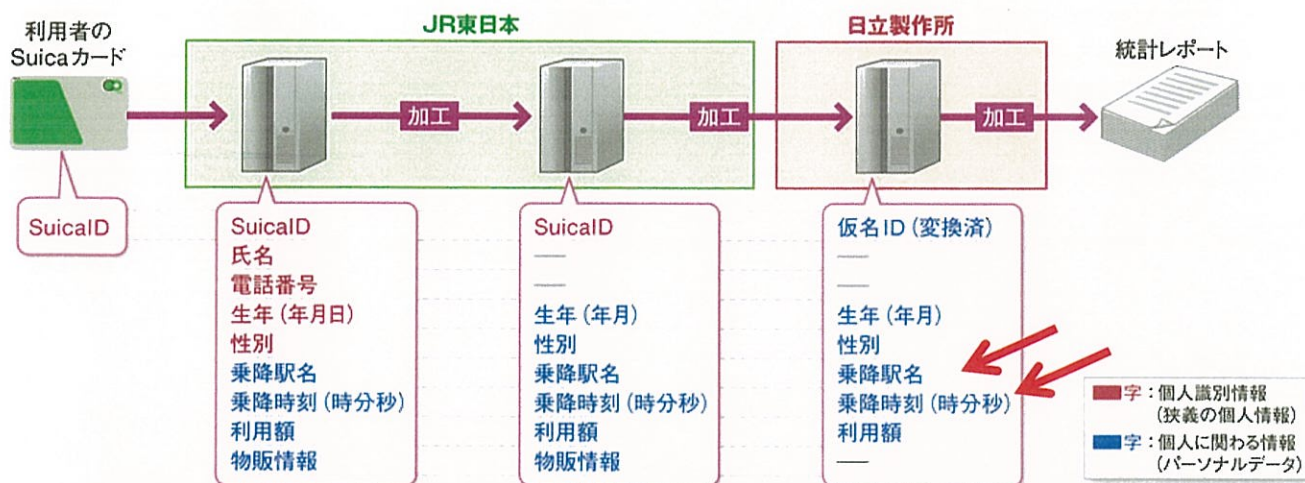 利用者の
Suicaカード
SuicaID
JR東日本
加工
加工
SuicaID
氏名
電話番号
生年(年月日)
性別
乗降駅名
乗降時刻(時分秒)
利用額
物販情報
SuicaID
——
——
生年(年月)
性別
乗降駅名
乗降時刻(時分秒)
利用額
物販情報
日立製作所
加工
仮名ID(変換済)
——
——
生年(年月)
性別
乗降駅名
乗降時刻(時分秒)
利用額
——
統計レポート
字:個人識別情報
(狭義の個人情報)
字:個人に関わる情報
(パーソナルデータ)